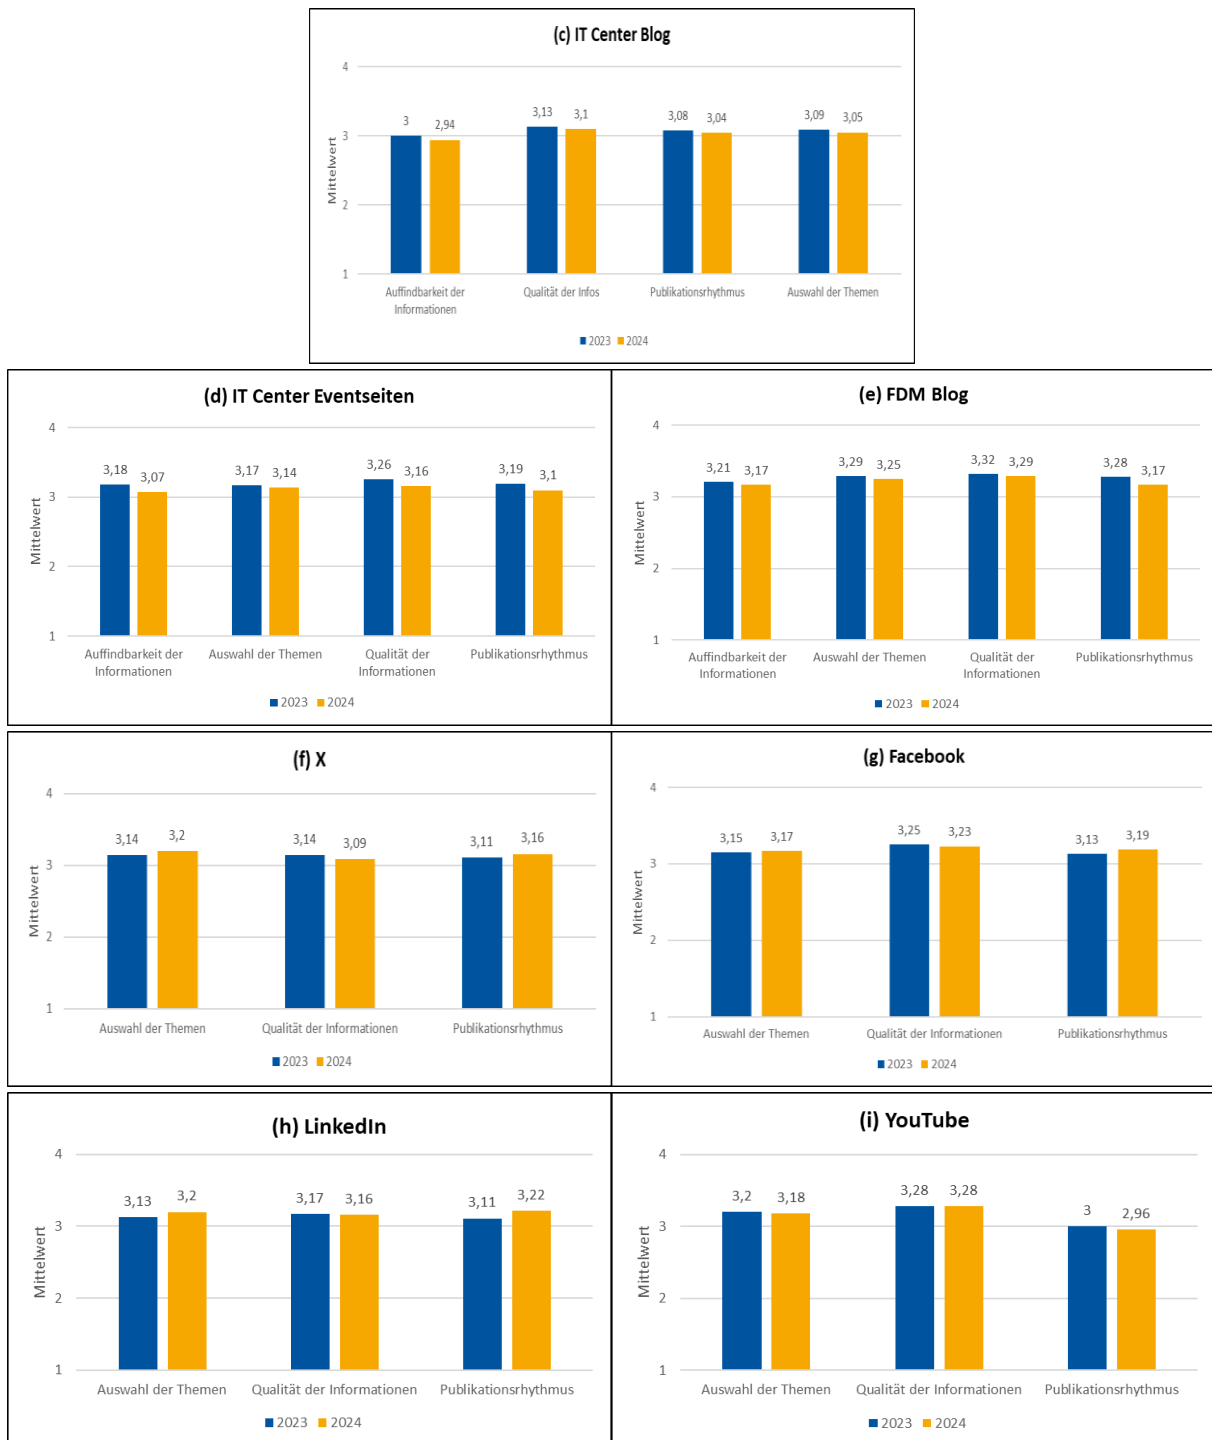 (c) IT Center Blog
Mittelwert
4
3
2
1
3
2,94
3,13
3,1
3,08
3,04
3,09
3,05
Auffindbarkeit der
Informationen
Qualität der Infos
Publikationsrhythmus
Auswahl der Themen
2023
2024
(d) IT Center Eventseiten
Mittelwert
4
3
2
1
3,18
3,07
3,17
3,14
3,26
3,16
3,19
3,1
Auffindbarkeit der
Informationen
Auswahl der Themen
Qualität der
Informationen
Publikationsrhythmus
2023
2024
(e) FDM Blog
Mittelwert
4
3
2
1
3,21
3,17
3,29
3,25
3,32
3,29
3,28
3,17
Auffindbarkeit der
Informationen
Auswahl der Themen
Qualität der
Informationen
Publikationsrhythmus
2023
2024
(f) X
Mittelwert
4
3
2
1
3,14
3,2
3,14
3,09
3,11
3,16
Auswahl der Themen
Qualität der Informationen
Publikationsrhythmus
2023
2024
(g) Facebook
Mittelwert
4
3
2
1
3,15
3,17
3,25
3,23
3,13
3,19
Auswahl der Themen
Qualität der Informationen
Publikationsrhythmus
2023
2024
(h) LinkedIn
Mittelwert
4
3
2
1
3,13
3,2
3,17
3,16
3,11
3,22
Auswahl der Themen
Qualität der Informationen
Publikationsrhythmus
2023
2024
(i) YouTube
Mittelwert
4
3
2
1
3,2
3,18
3,28
3,28
3
2,96
Auswahl der Themen
Qualität der Informationen
Publikationsrhythmus
2023
2024